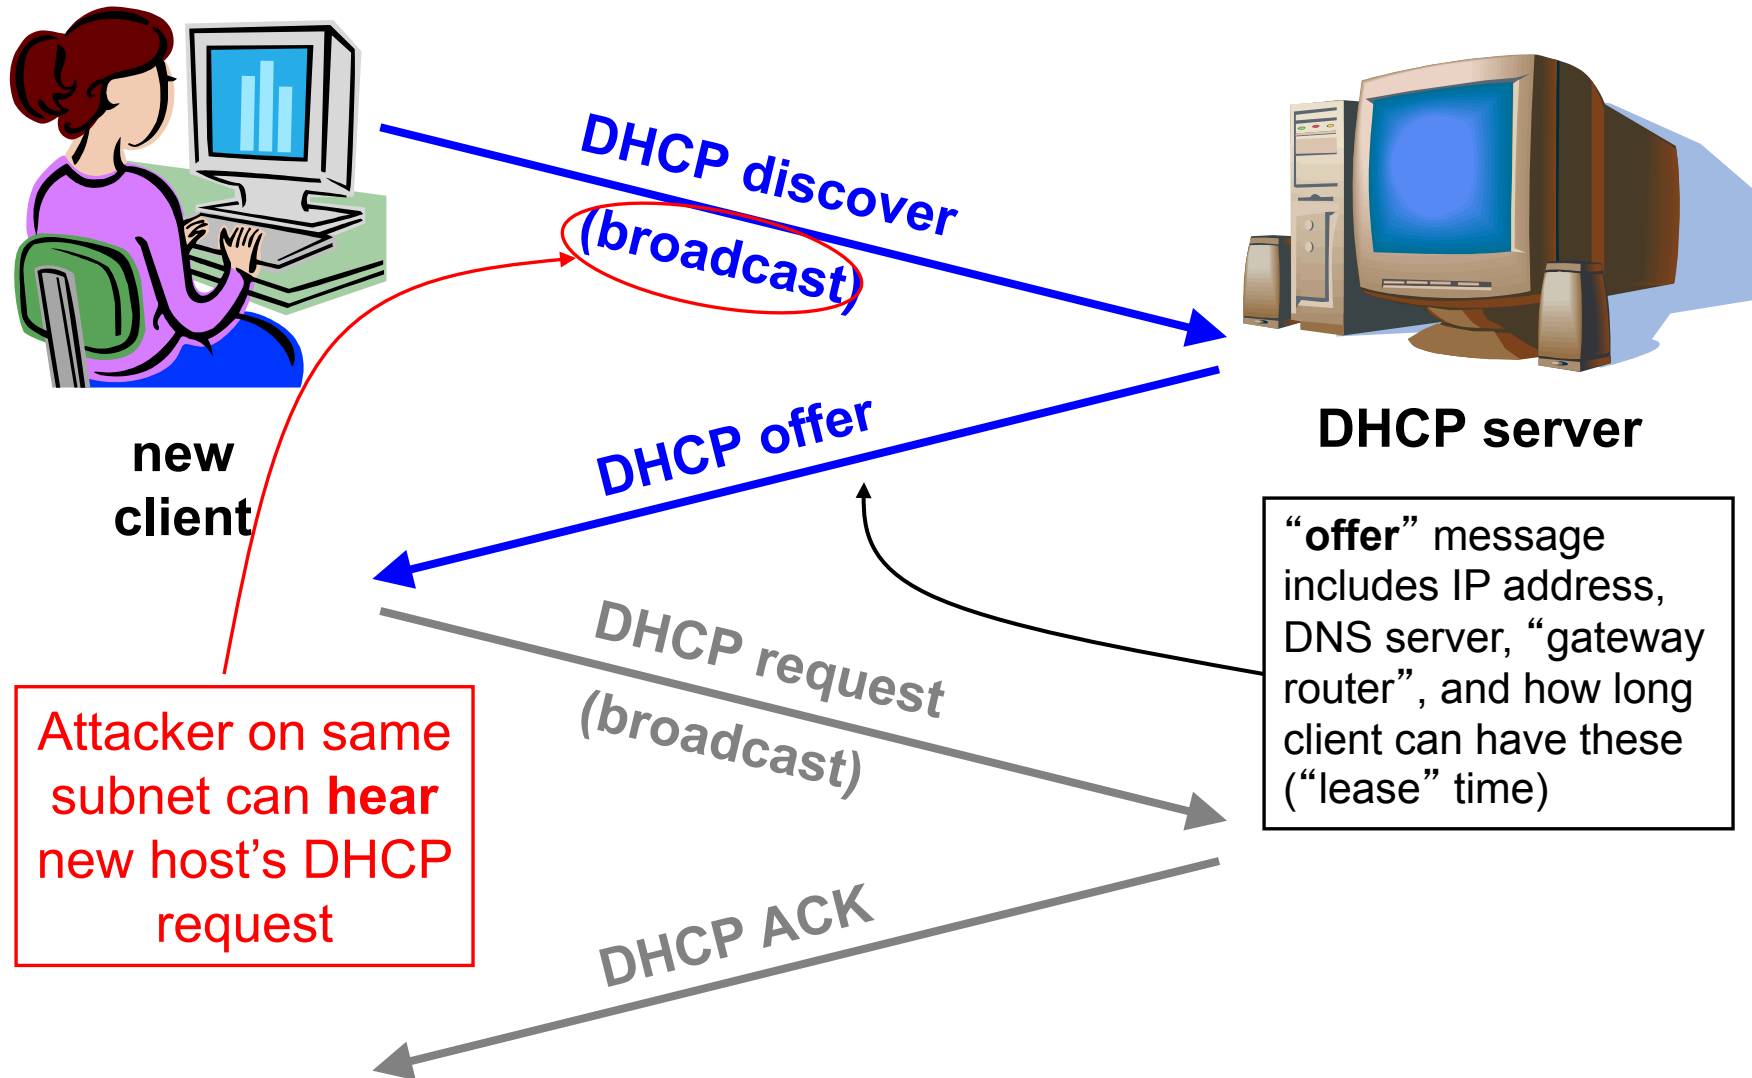 DHCP discover
(broadcast)
new
client
DHCP offer
DHCP server
“offer” message
includes IP address,
DNS server, “gateway
router”, and how long
client can have these
(“lease” time)
DHCP request
(broadcast)
Attacker on same
subnet can hear
new host’s DHCP
request
DHCP ACK